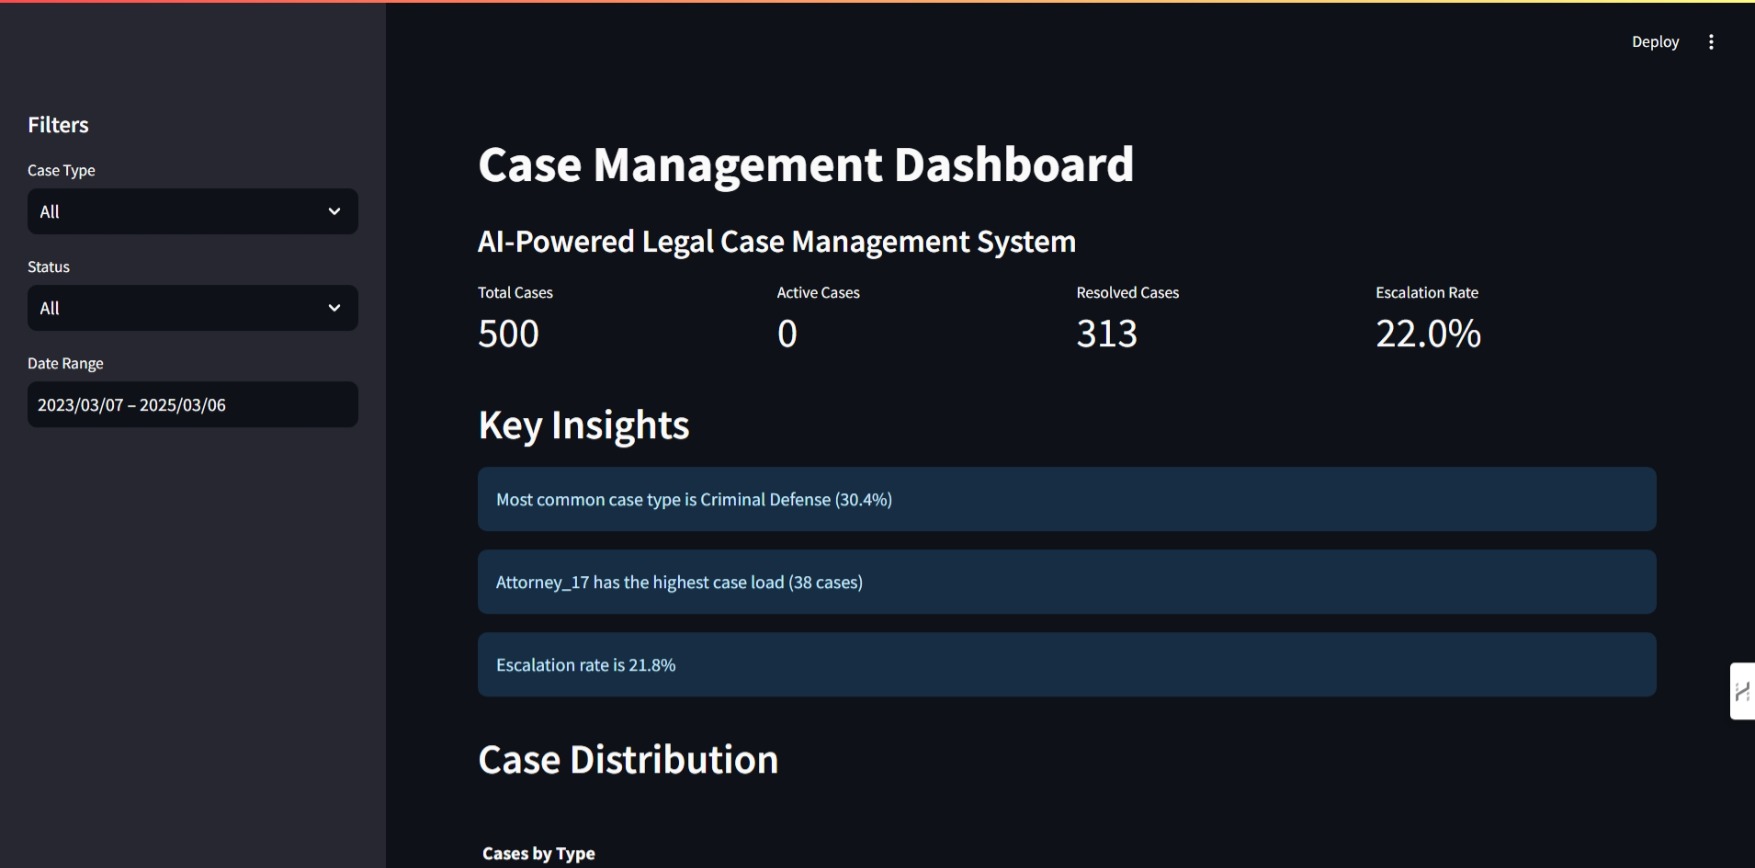 Deploy
Filters
Case Type
All
Status
All
Date Range
2023/03/07 – 2025/03/06
Case Management Dashboard
AI-Powered Legal Case Management System
Total Cases
500
Active Cases
0
Resolved Cases
313
Escalation Rate
22.0%
Key Insights
Most common case type is Criminal Defense (30.4%)
Attorney_17 has the highest case load (38 cases)
Escalation rate is 21.8%
Case Distribution
Cases by Type